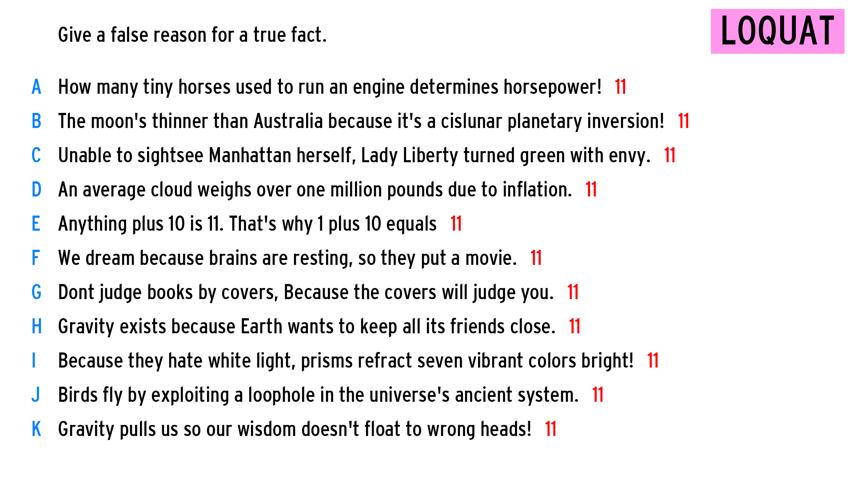 Give a false reason for a true fact.
LOQUAT
A How many tiny horses used to run an engine determines horsepower! 11
B The moon's thinner than Australia because it's a cislunar planetary inversion! 11
C Unable to sightsee Manhattan herself, Lady Liberty turned green with envy. 11
D An average cloud weighs over one million pounds due to inflation. 11
E Anything plus 10 is 11. That's why 1 plus 10 equals 11
F We dream because brains are resting, so they put a movie. 11
G Dont judge books by covers, Because the covers will judge you. 11
H Gravity exists because Earth wants to keep all its friends close. 11
I Because they hate white light, prisms refract seven vibrant colors bright! 11
J Birds fly by exploiting a loophole in the universe's ancient system. 11
K Gravity pulls us so our wisdom doesn't float to wrong heads! 11